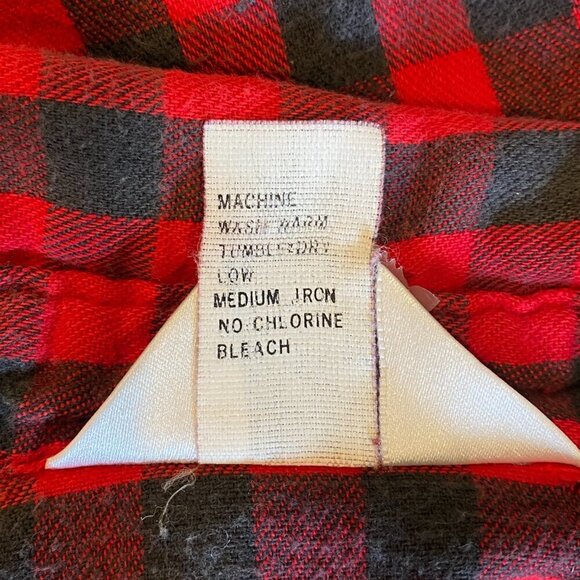 MACHINE
WASH WARM
TUMBLE DRY
LOW
MEDIUM IRON
NO CHLORINE
BLEACH